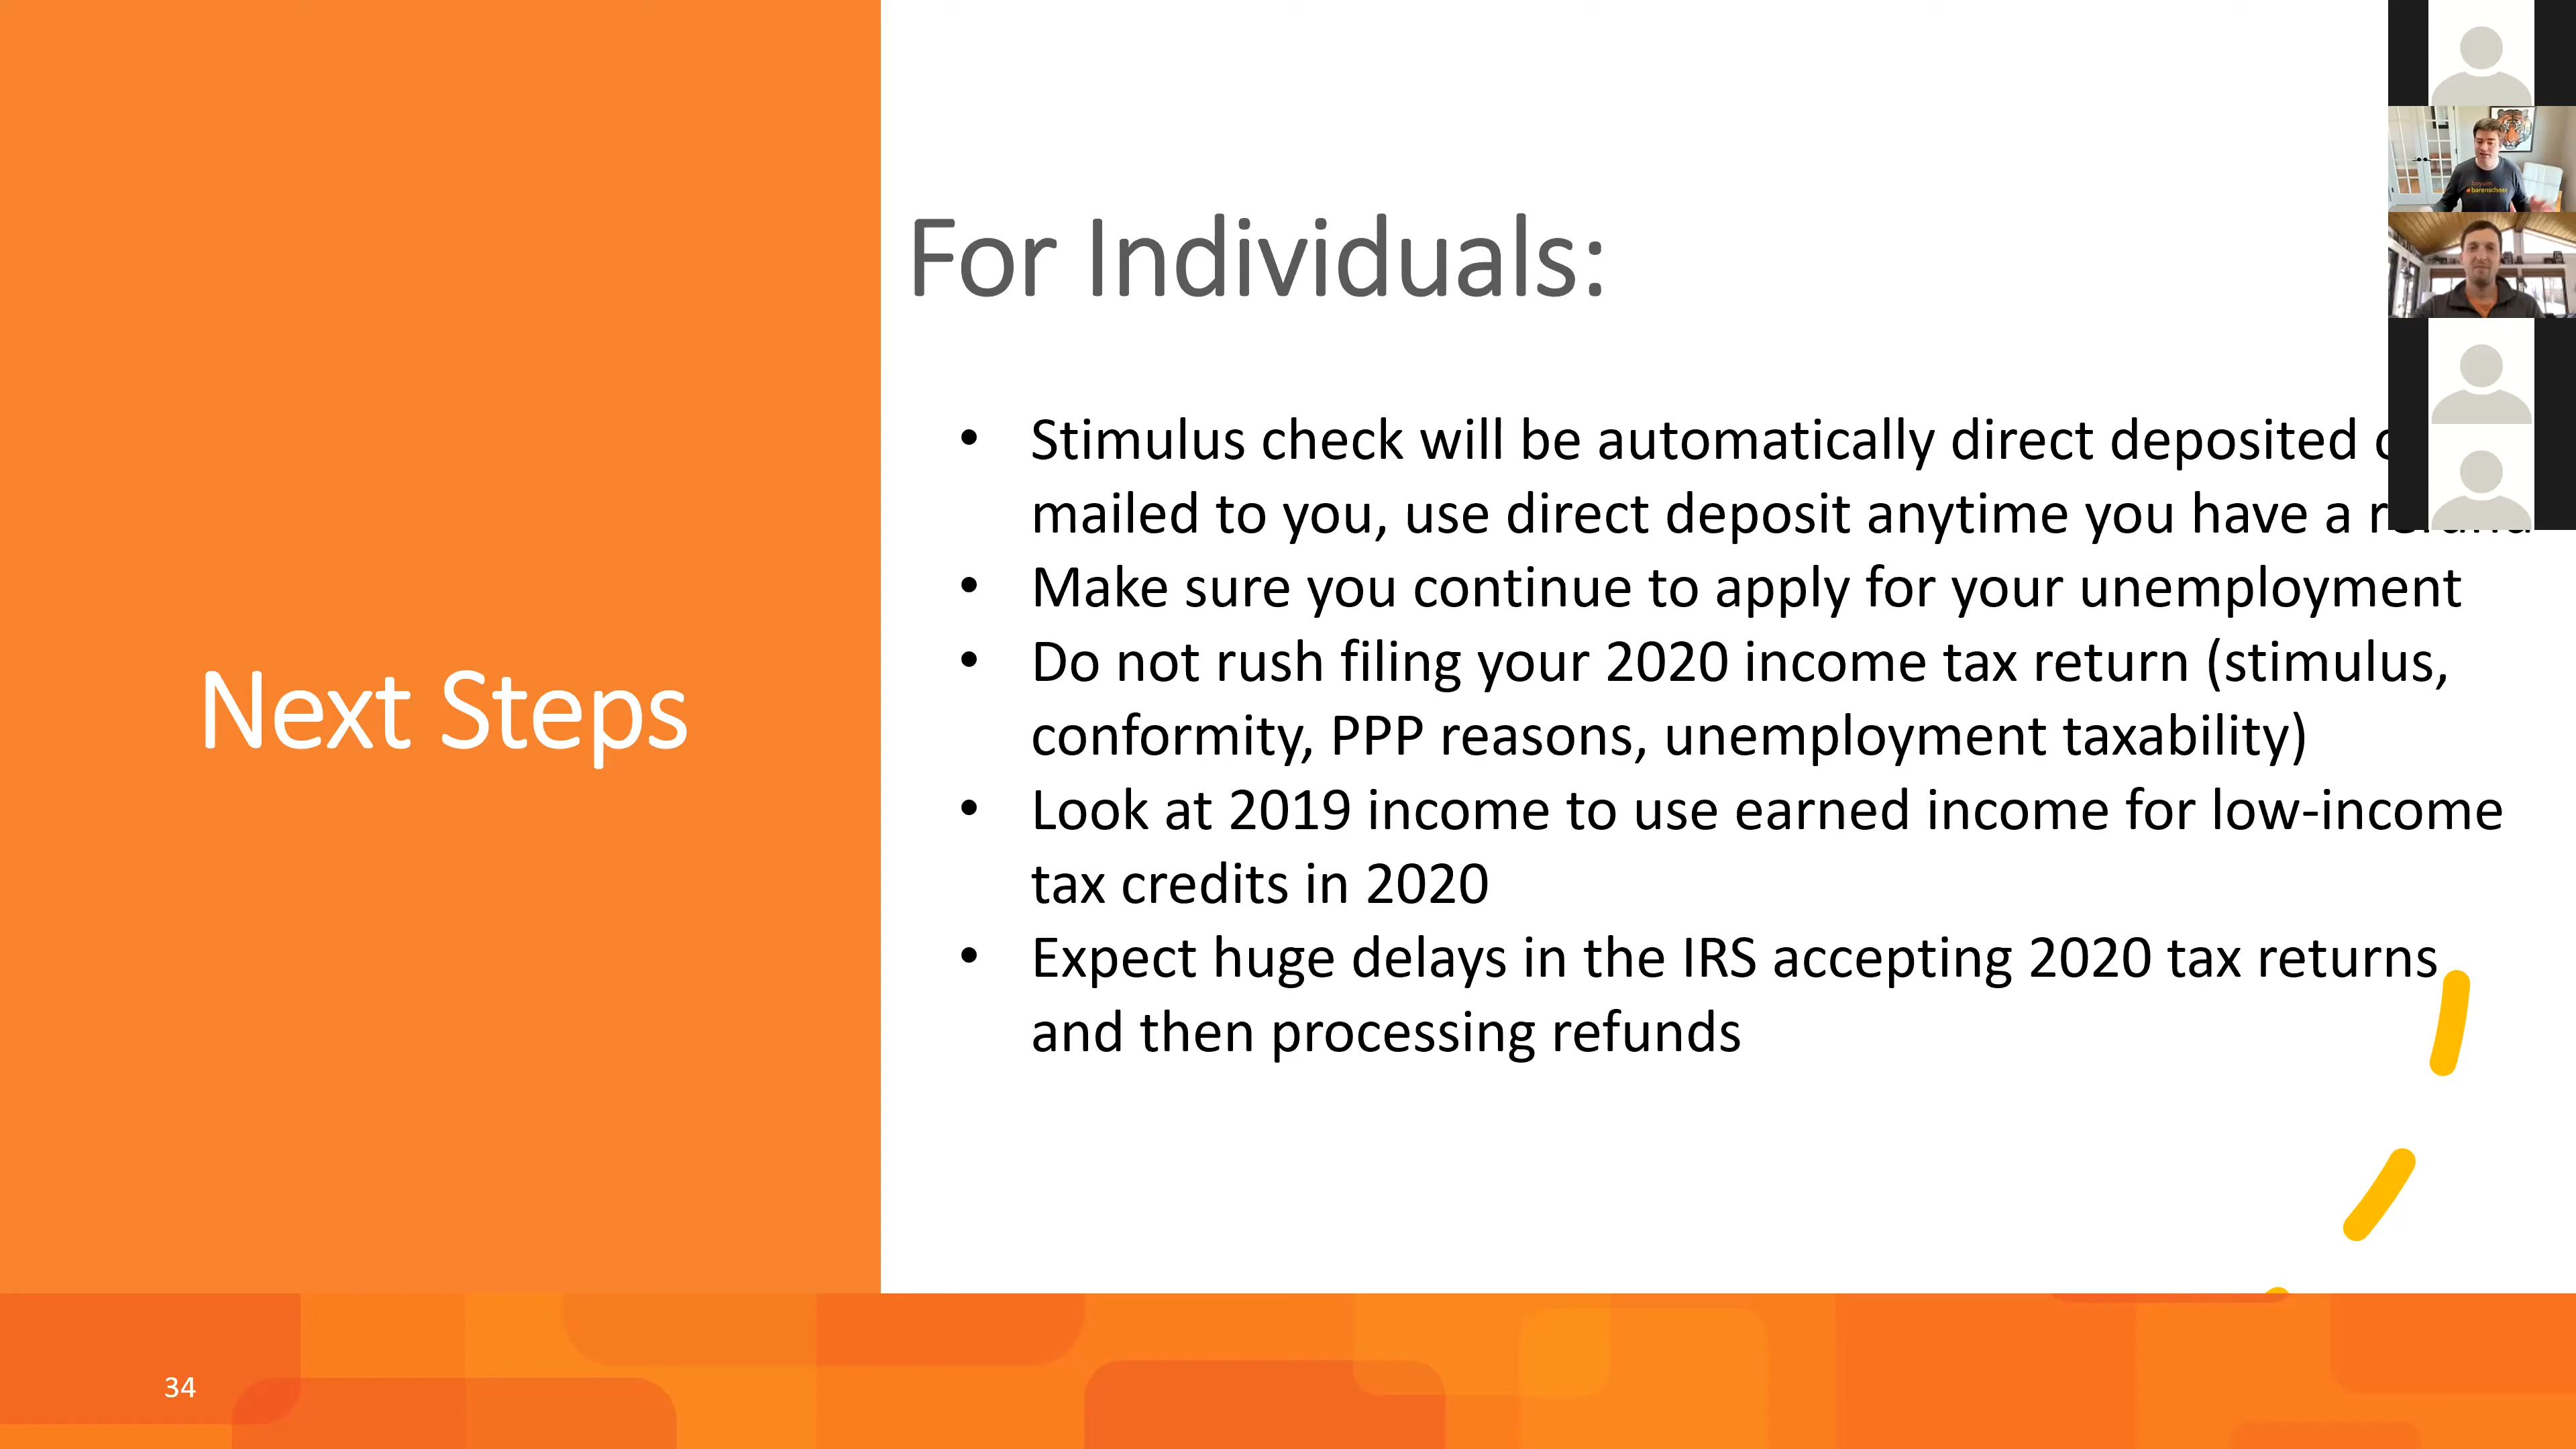 For Individuals:
• Stimulus check will be automatically direct deposited
mailed to you, use direct deposit anytime you have a
• Make sure you continue to apply for your unemployment
• Do not rush filing your 2020 income tax return (stimulus,
conformity, PPP reasons, unemployment taxability)
• Look at 2019 income to use earned income for low-income
tax credits in 2020
• Expect huge delays in the IRS accepting 2020 tax returns
and then processing refunds
Next Steps
34
barenscheer